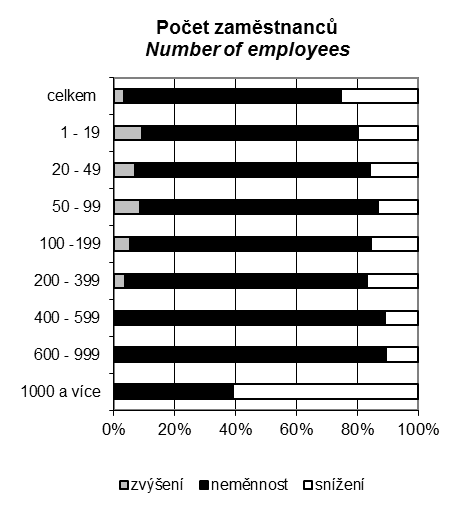 Počet zaměstnanců
Number of employees
celkem
1 - 19
20 - 49
50 - 99
100 -199
200 - 399
400 - 599
600 - 999
1000 a více
0% 20% 40% 60% 80% 100%
zvýšení neměnnost snížení